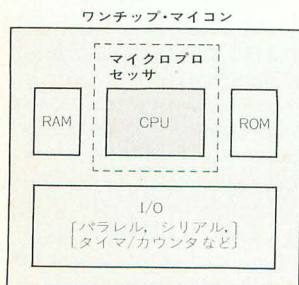 ワンチップ・マイコン
マイクロプロ
セッサ
RAM
CPU
ROM
I/O
[パラレル, シリアル,
タイマ/カウンタなど]